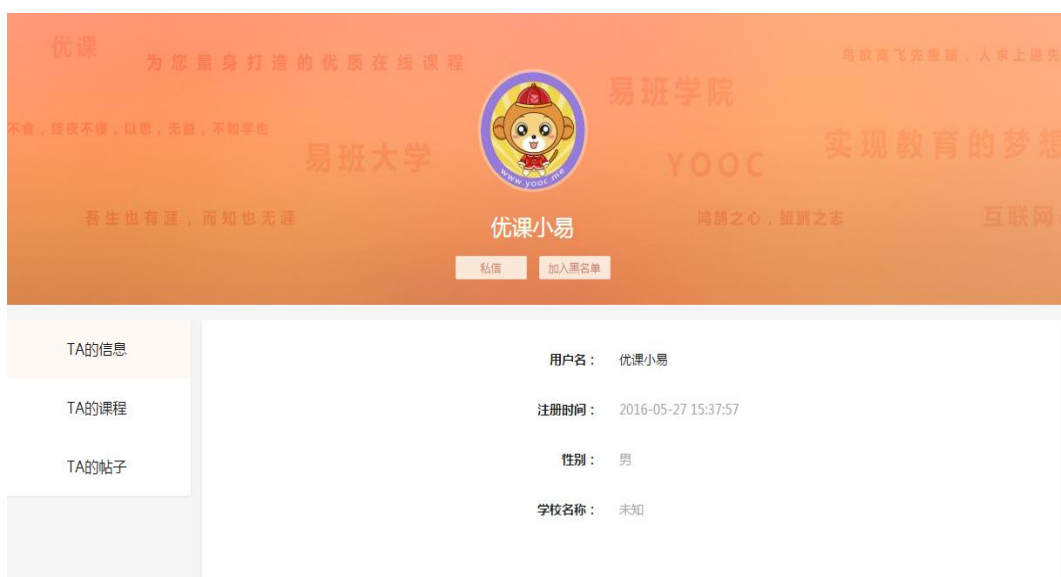 优课
为您量身打造的优质在线课程
鸟欲高飞先振翅，人求上进先
易班学院
不食，终夜不寝，以思，无益，不如学也
易班大学
实现教育的梦想
YOOC
www.yooc.me
吾生也有涯，而知也无涯
优课小易
鸿鹄之心，鲲鹏之志
互联网
私信
加入黑名单
TA的信息
TA的课程
TA的帖子
用户名： 优课小易
注册时间： 2016-05-27 15:37:57
性别： 男
学校名称： 未知